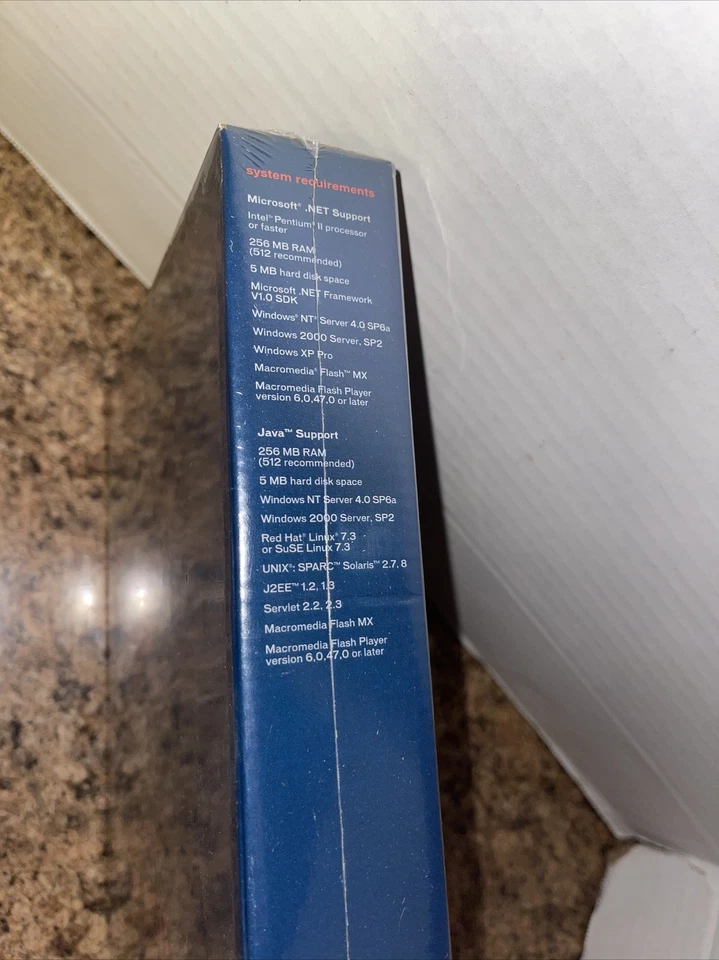 system requirements
Microsoft® .NET Support
Intel® Pentium® II processor
or faster
256 MB RAM
(512 recommended)
5 MB hard disk space
Microsoft .NET Framework
V1.0 SDK
Windows® NT® Server 4.0 SP6a
Windows 2000 Server, SP2
Windows XP Pro
Macromedia® Flash™ MX
Macromedia Flash Player
version 6,0,47,0 or later
Java™ Support
256 MB RAM
(512 recommended)
5 MB hard disk space
Windows NT Server 4.0 SP6a
Windows 2000 Server, SP2
Red Hat® Linux® 7.3
or SuSE Linux 7.3
UNIX®: SPARC™ Solaris™ 2.7, 8
J2EE™ 1.2, 1.3
Servlet 2.2, 2.3
Macromedia Flash MX
Macromedia Flash Player
version 6,0,47,0 or later